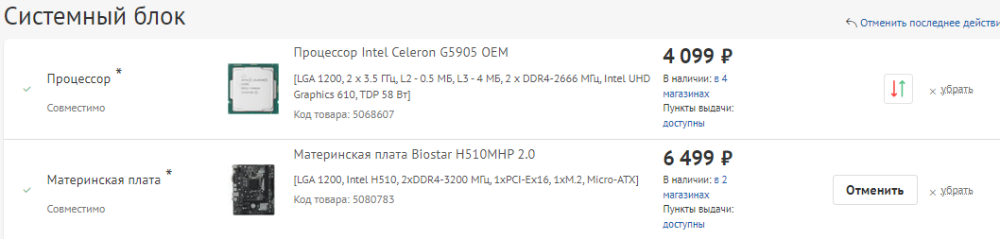 Системный блок
Отменить последнее действи
Процессор *
Совместимо
Процессор Intel Celeron G5905 OEM
[LGA 1200, 2 x 3.5 ГГц, L2 - 0.5 МБ, L3 - 4 МБ, 2 x DDR4-2666 МГц, Intel UHD
Graphics 610, TDP 58 Вт]
Код товара: 5068607
4 099 ₽
В наличии: в 4
магазинах
Пункты выдачи:
доступны
убрать
Материнская плата *
Совместимо
Материнская плата Biostar H510MHP 2.0
[LGA 1200, Intel H510, 2xDDR4-3200 МГц, 1xPCI-Ex16, 1xM.2, Micro-ATX]
Код товара: 5080783
6 499 ₽
В наличии: в 2
магазинах
Пункты выдачи:
доступны
Отменить
убрать